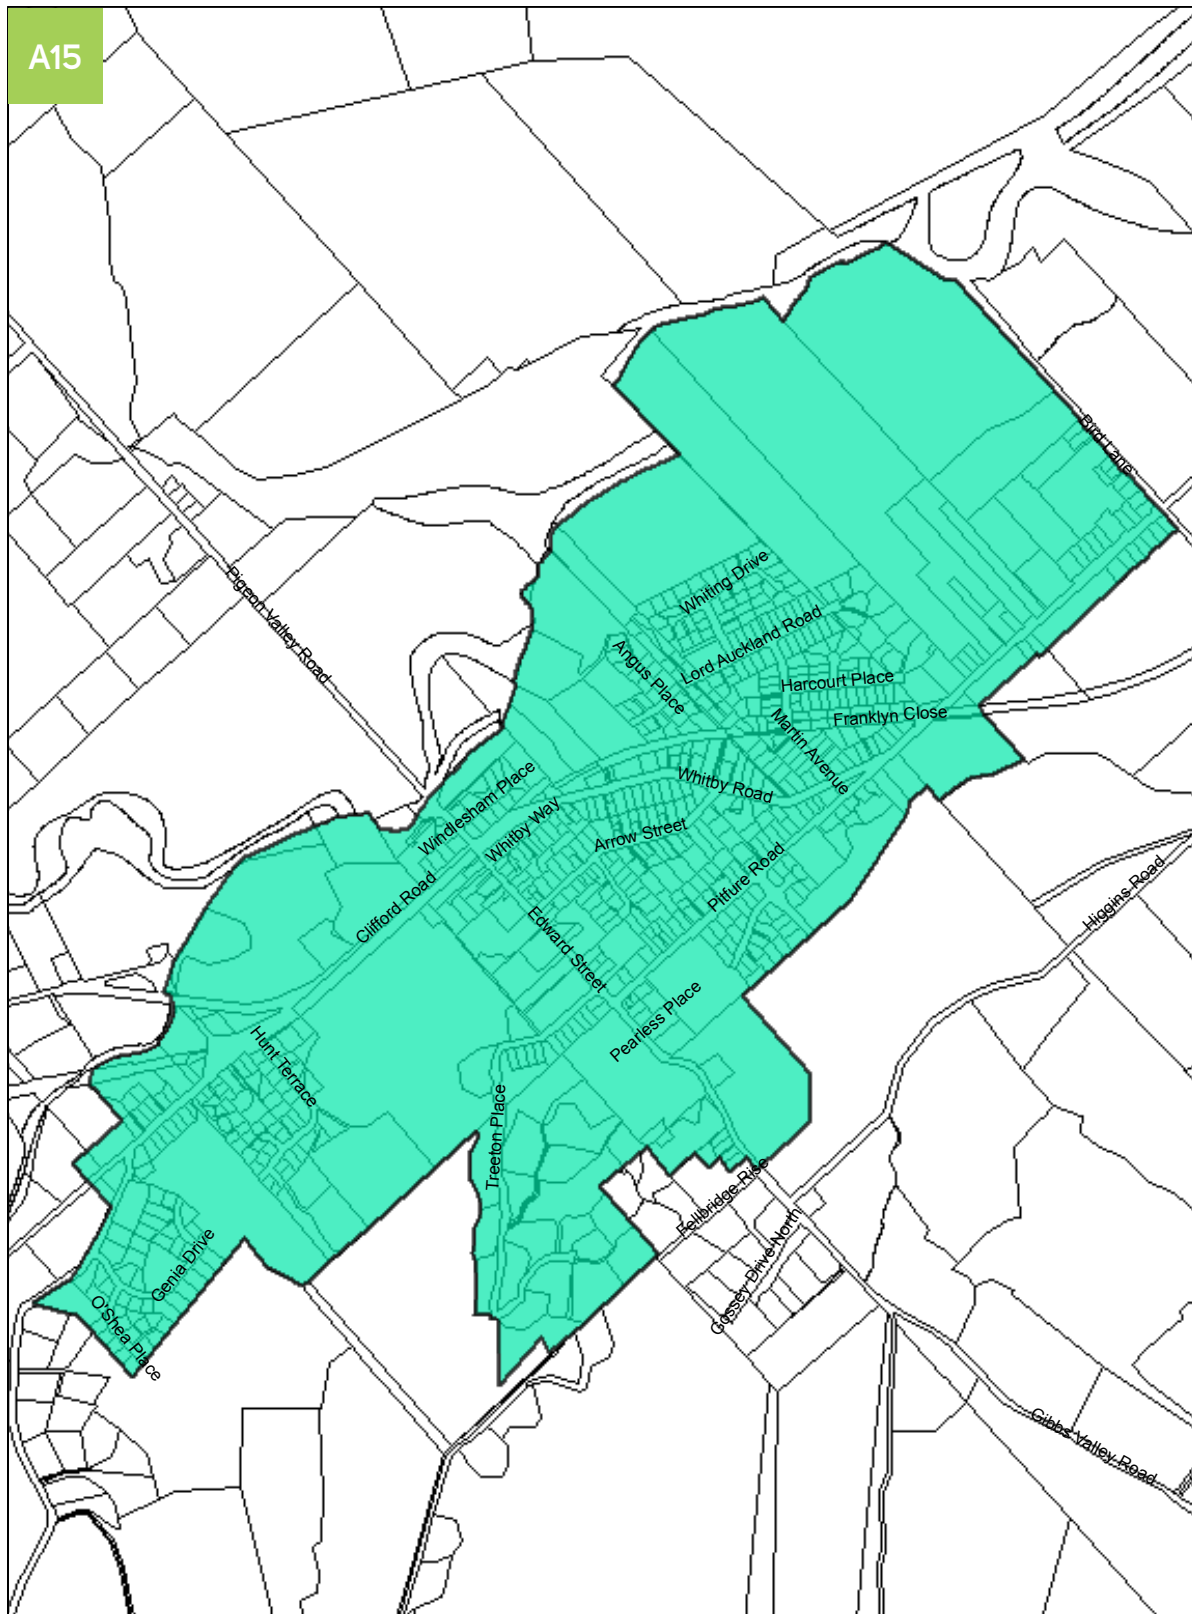 A15
Bird Lane
Whiting Drive
Pigeon Valley Road
Lord Auckland Road
Angus Place
Harcourt Place
Franklyn Close
Martin Avenue
Whitby Road
Windlesham Place
Whitby Way
Arrow Street
Pitfure Road
Clifford Road
Higgins Road
Edward Street
Pearless Place
Hunt Terrace
Treeton Place
Fellbridge Rise
Genia Drive
Gossey Drive North
O'Shea Place
Gibbs Valley Road